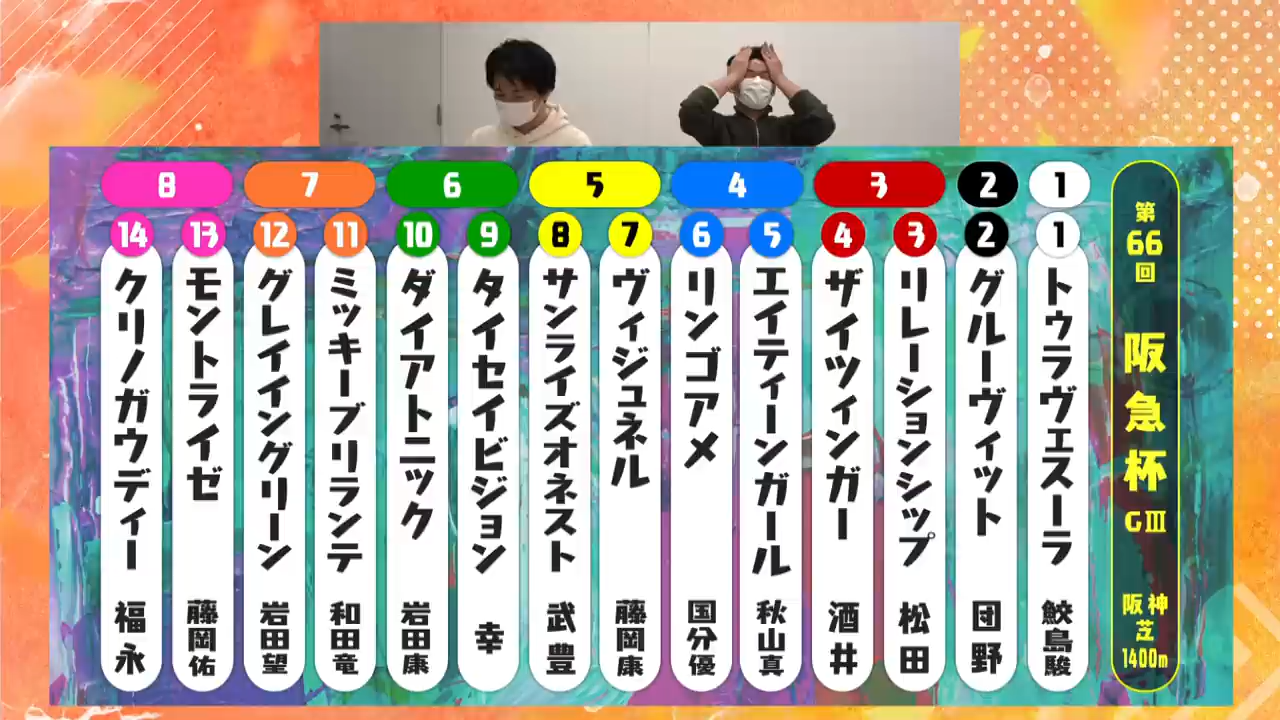 第
66
回
阪急杯
GⅢ
阪神
芝
1400m
1
1
トゥラヴェスーラ
鮫島駿
2
2
グルーヴィット
団野
3
3
リレーションシップ
松田
4
ザイツィンガー
酒井
4
5
エイティーンガール
秋山真
6
リンゴアメ
国分優
5
7
ヴィジュネル
藤岡康
8
サンライズオネスト
武豊
6
9
タイセイビジョン
幸
10
ダイアトニック
岩田康
7
11
ミッキーブリランテ
和田竜
12
グレイイングリーン
岩田望
8
13
モントライゼ
藤岡佑
14
クリノガウディー
福永